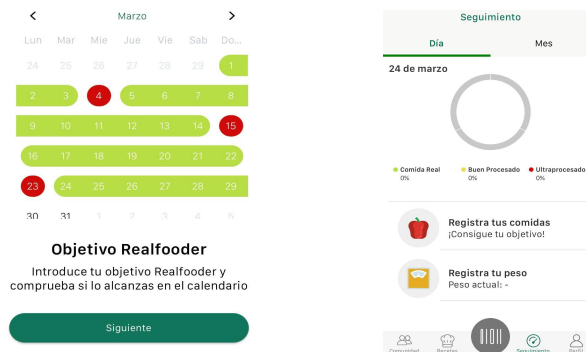 Marzo
Lun Mar Mie Jue Vie Sab Do...
24 25 26 27 28 29 1
2 3 4 5 6 7 8
9 10 11 12 13 14 15
16 17 18 19 20 21 22
23 24 25 26 27 28 29
30 31 1 2 3 4 5
Objetivo Realfooder
Introduce tu objetivo Realfooder y
comprueba si lo alcanzas en el calendario
Siguiente
Seguimiento
Día Mes
24 de marzo
Comida Real Buen Procesado Ultraprocesado
0% 0% 0%
Registra tus comidas
¡Consigue tu objetivo!
Registra tu peso
Peso actual: -
Comunidad Recetas Seguimiento Perfil